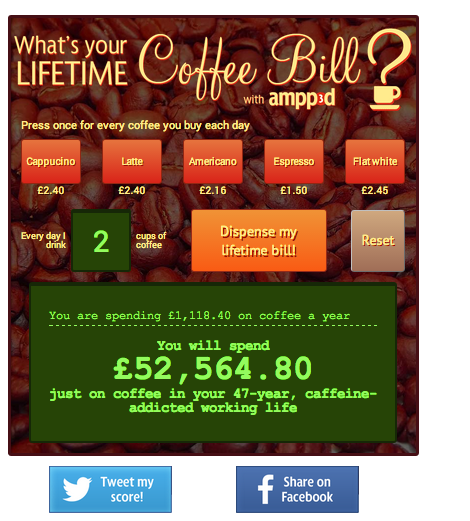 What's your
LIFETIME Coffee Bill?
with ampp3d
Press once for every coffee you buy each day
Cappucino Latte Americano Espresso Flat white
£2.40 £2.40 £2.16 £1.50 £2.45
Every day I
drink
2
cups of
coffee
Dispense my
lifetime bill!
Reset
You are spending £1,118.40 on coffee a year
You will spend
£52,564.80
just on coffee in your 47-year, caffeine-
addicted working life
Tweet my
score!
Share on
Facebook